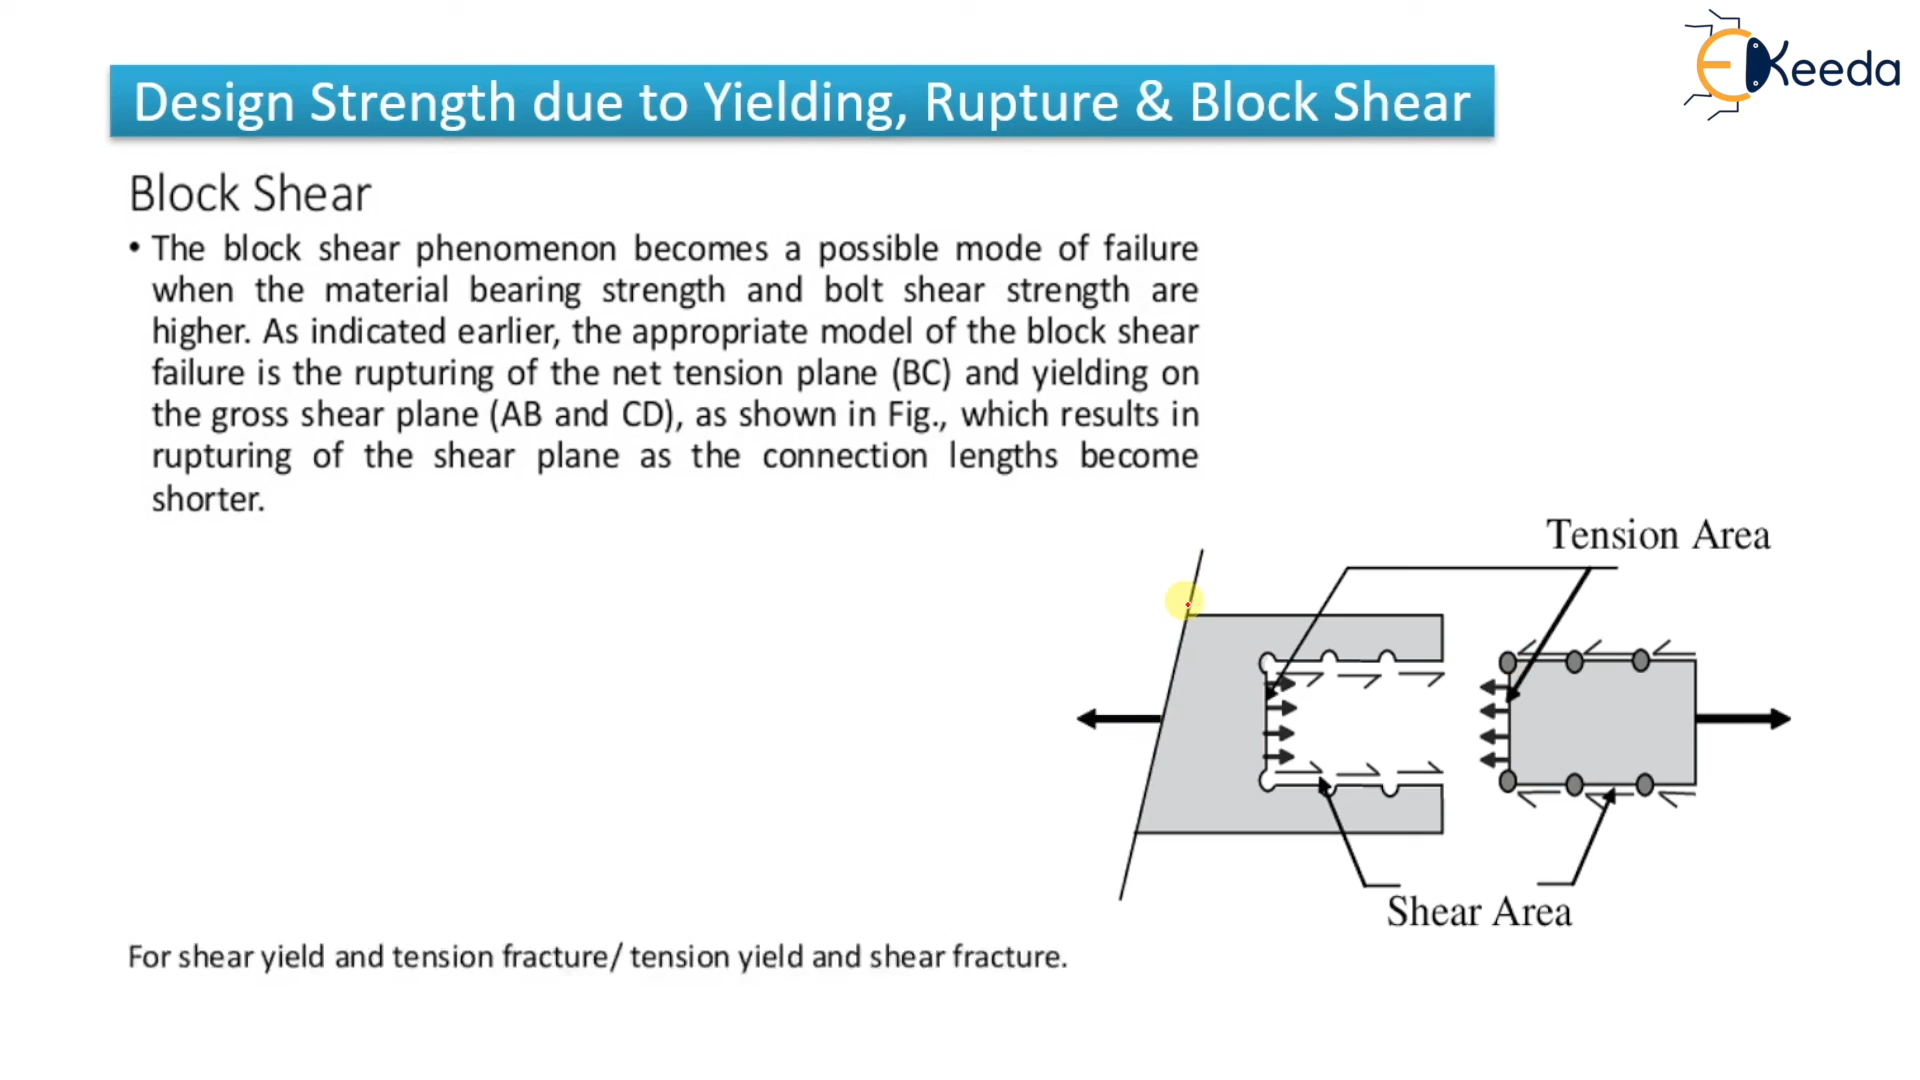 EKeeda
Design Strength due to Yielding, Rupture & Block Shear
Block Shear
• The block shear phenomenon becomes a possible mode of failure
when the material bearing strength and bolt shear strength are
higher. As indicated earlier, the appropriate model of the block shear
failure is the rupturing of the net tension plane (BC) and yielding on
the gross shear plane (AB and CD), as shown in Fig., which results in
rupturing of the shear plane as the connection lengths become
shorter.
Tension Area
Shear Area
For shear yield and tension fracture/ tension yield and shear fracture.